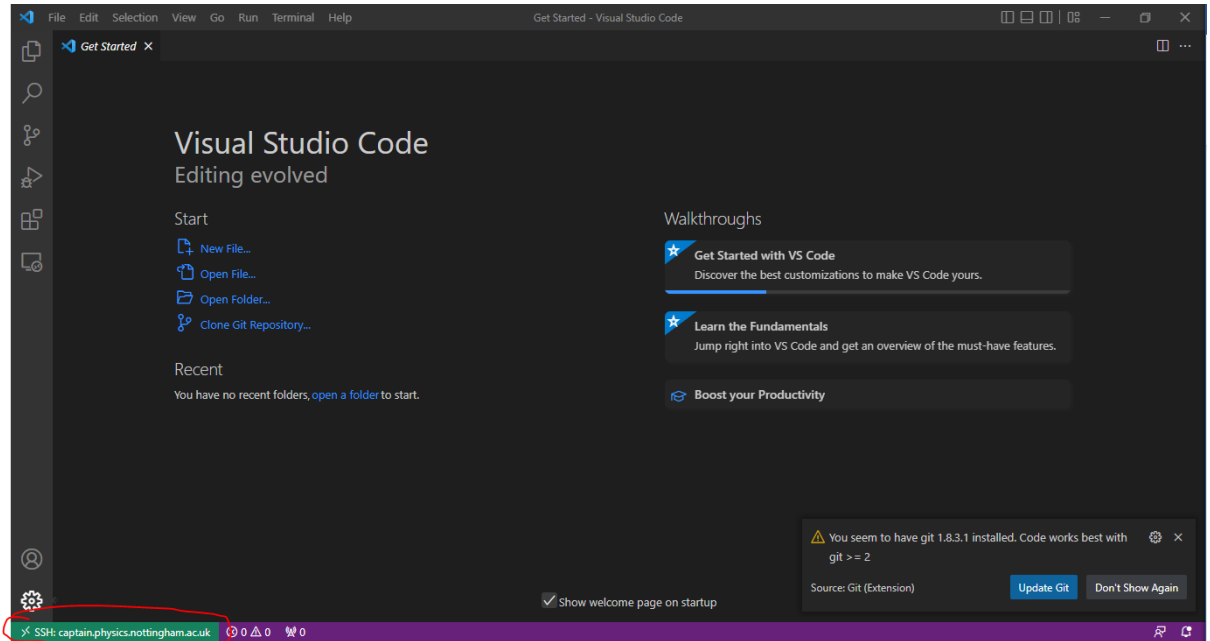 File Edit Selection View Go Run Terminal Help
Get Started - Visual Studio Code
Get Started
Visual Studio Code
Editing evolved
Start
New File...
Open File...
Open Folder...
Clone Git Repository...
Recent
You have no recent folders, open a folder to start.
Walkthroughs
Get Started with VS Code
Discover the best customizations to make VS Code yours.
Learn the Fundamentals
Jump right into VS Code and get an overview of the must-have features.
Boost your Productivity
You seem to have git 1.8.3.1 installed. Code works best with
git >= 2
Source: Git (Extension)
Update Git
Don't Show Again
Show welcome page on startup
SSH: captain.physics.nottingham.ac.uk
0 0 0